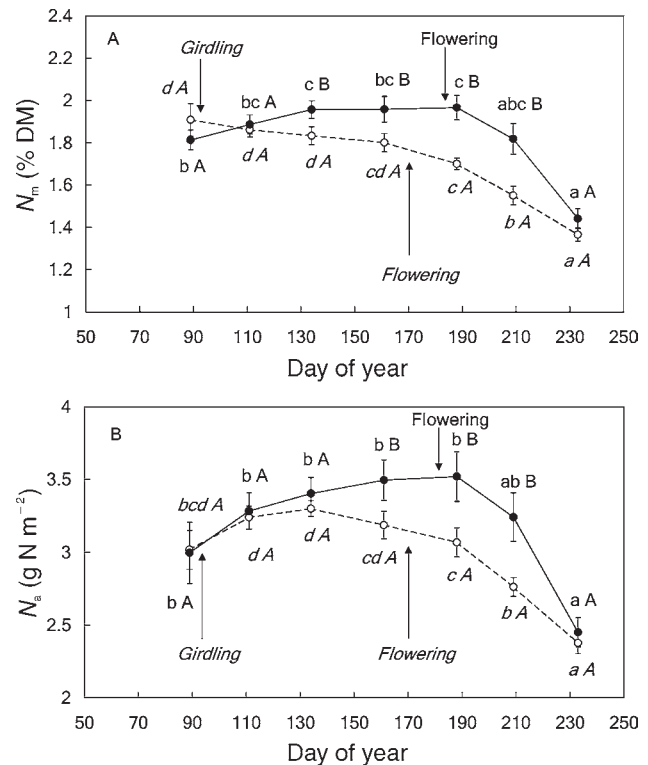 A
Girdling
Flowering
d A
bc A
c B
bc B
c B
abc B
b A
d A
d A
cd A
c A
b A
a A
a A
Flowering
2.4
2.2
2
1.8
1.6
1.4
1.2
1
Nm (% DM)
50 70 90 110 130 150 170 190 210 230 250
Day of year
B
Flowering
bcd A
b A
b A
b B
b B
ab B
b A
d A
d A
cd A
c A
b A
a A
a A
Girdling
Flowering
4
3.5
3
2.5
2
Na (g N m−2)
50 70 90 110 130 150 170 190 210 230 250
Day of year